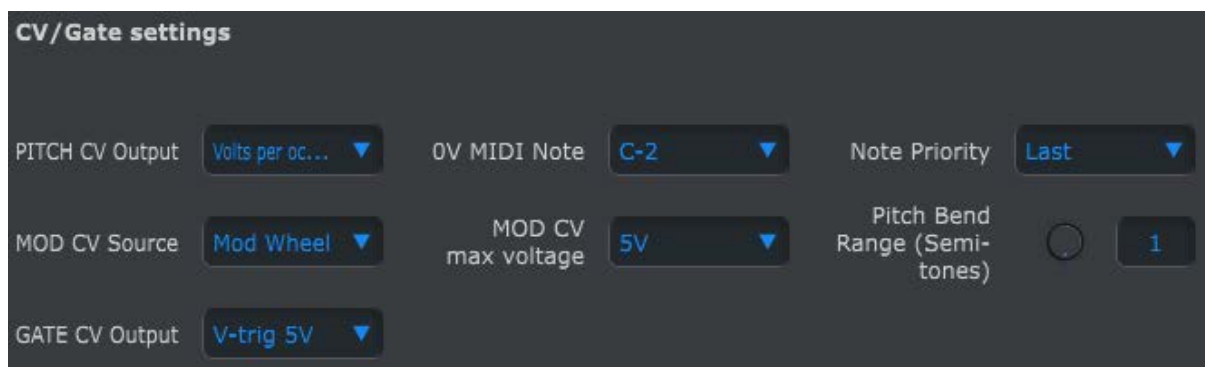 CV/Gate settings
PITCH CV Output Volts per oc... 0V MIDI Note C-2 Note Priority Last
MOD CV Source Mod Wheel MOD CV max voltage 5V Pitch Bend Range (Semi-tones) 1
GATE CV Output V-trig 5V